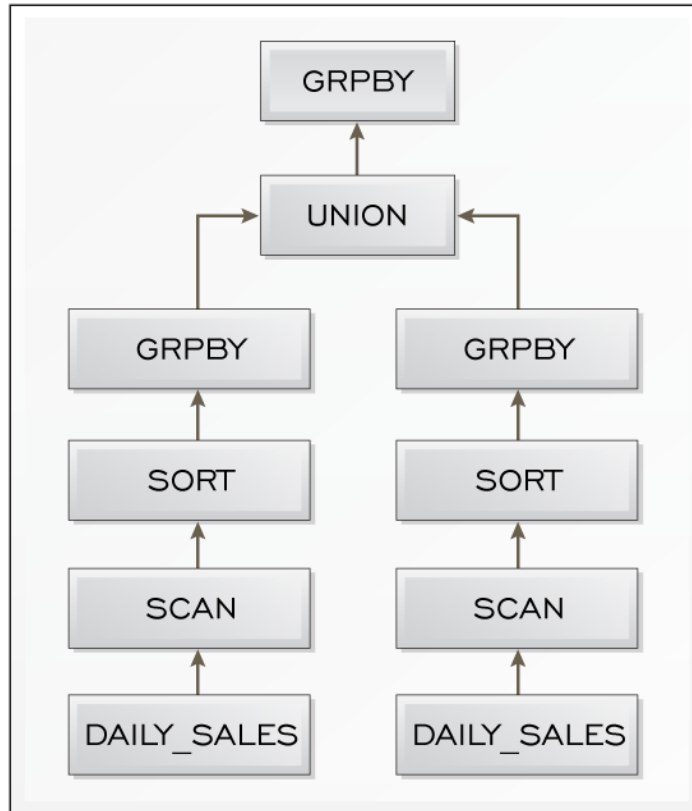 GRPBY
UNION
GRPBY GRPBY
SORT SORT
SCAN SCAN
DAILY_SALES DAILY_SALES